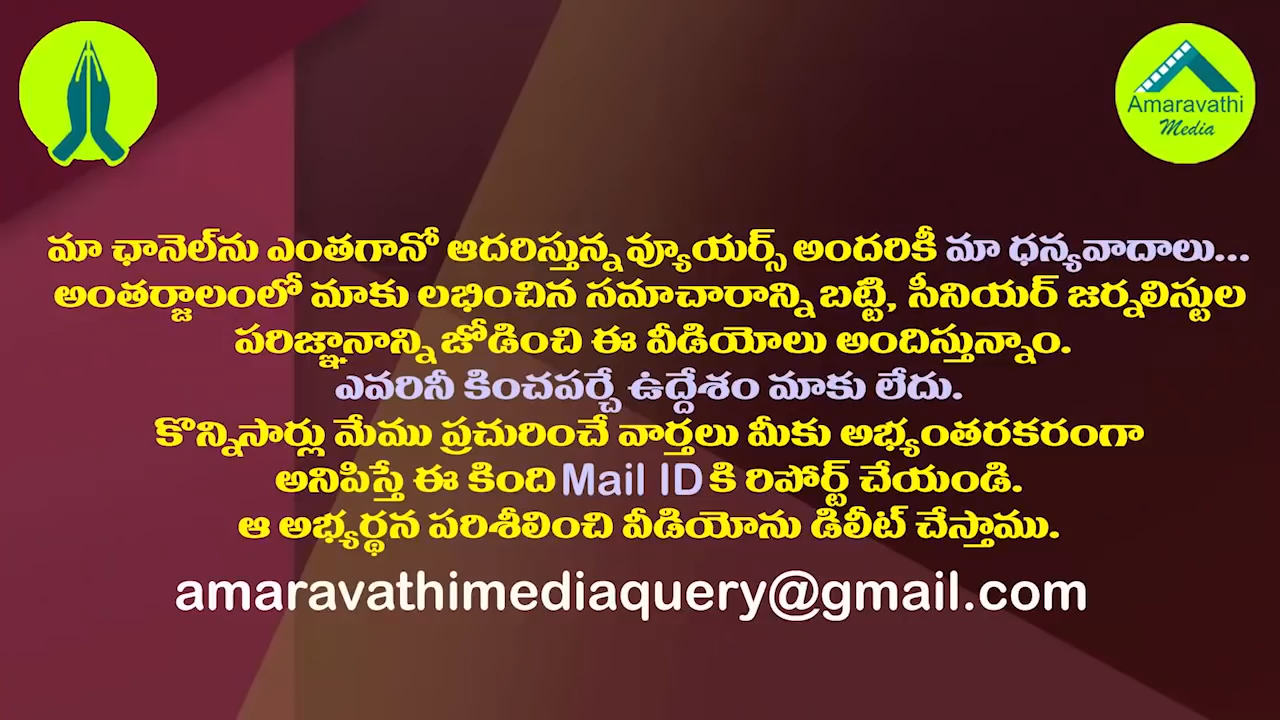 Amaravathi
Media
మా ఛానెల్‌ను ఎంతగానో ఆదరిస్తున్న వ్యూయర్స్ అందరికీ మా ధన్యవాదాలు...
అంతర్జాలంలో మాకు లభించిన సమాచారాన్ని బట్టి, సీనియర్ జర్నలిస్టుల
పరిజ్ఞానాన్ని జోడించి ఈ వీడియోలు అందిస్తున్నాం.
ఎవరినీ కించపర్చే ఉద్దేశం మాకు లేదు.
కొన్నిసార్లు మేము ప్రచురించే వార్తలు మీకు అభ్యంతరకరంగా
అనిపిస్తే ఈ కింది Mail ID కి రిపోర్ట్ చేయండి.
ఆ అభ్యర్థన పరిశీలించి వీడియోను డిలీట్ చేస్తాము.
amaravathimediaquery@gmail.com